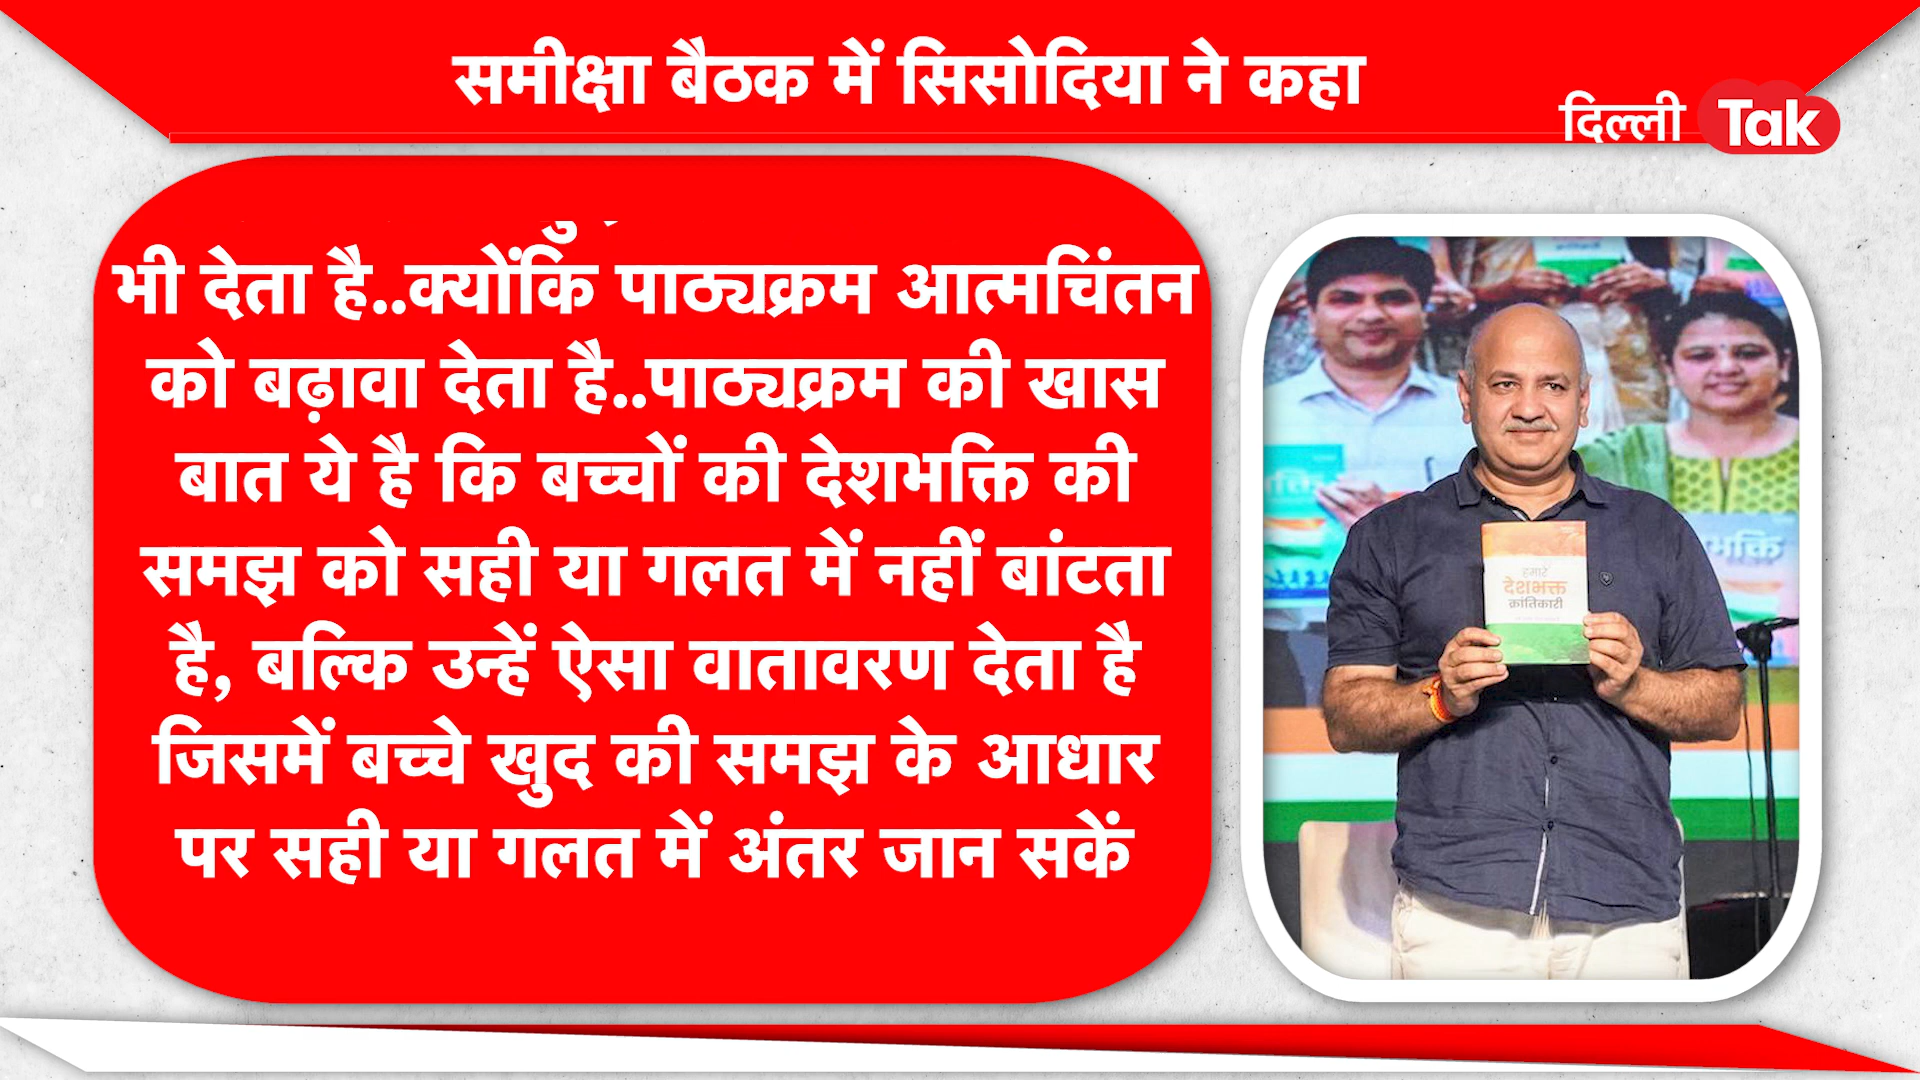 समीक्षा बैठक में सिसोदिया ने कहा
दिल्ली Tak
भी देता है..क्योंकि पाठ्यक्रम आत्मचिंतन
को बढ़ावा देता है..पाठ्यक्रम की खास
बात ये है कि बच्चों की देशभक्ति की
समझ को सही या गलत में नहीं बांटता
है, बल्कि उन्हें ऐसा वातावरण देता है
जिसमें बच्चे खुद की समझ के आधार
पर सही या गलत में अंतर जान सकें
हमारे
देशभक्त
क्रांतिकारी